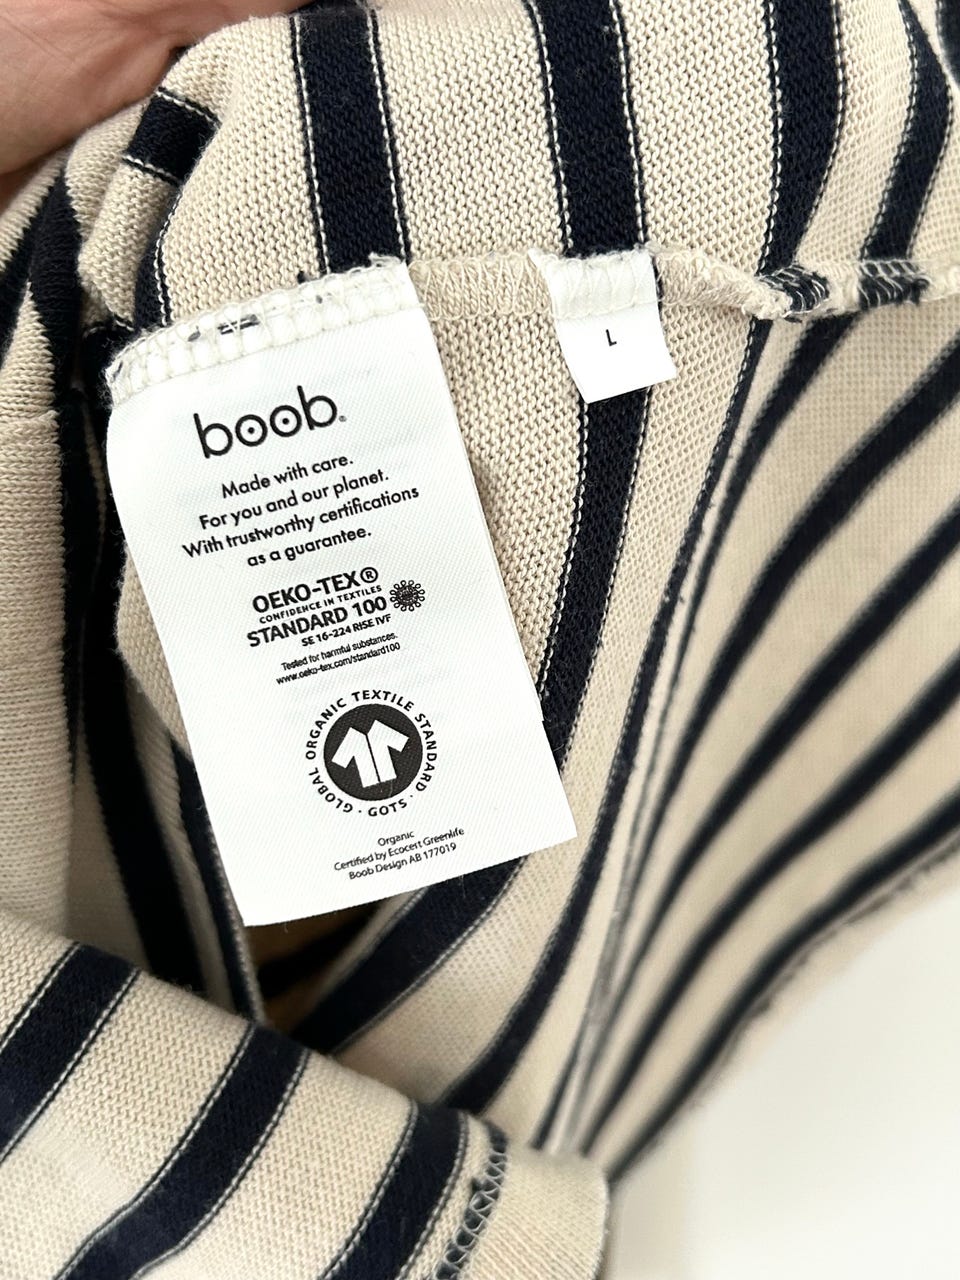 boob®
Made with care.
For you and our planet.
With trustworthy certifications
as a guarantee.
OEKO-TEX®
CONFIDENCE IN TEXTILES
STANDARD 100
SE 16-224 RISE IVF
Tested for harmful substances.
www.oeko-tex.com/standard100
GLOBAL ORGANIC TEXTILE STANDARD · GOTS ·
Organic
Certified by Ecocert Greenlife
Boob Design AB 177019
L